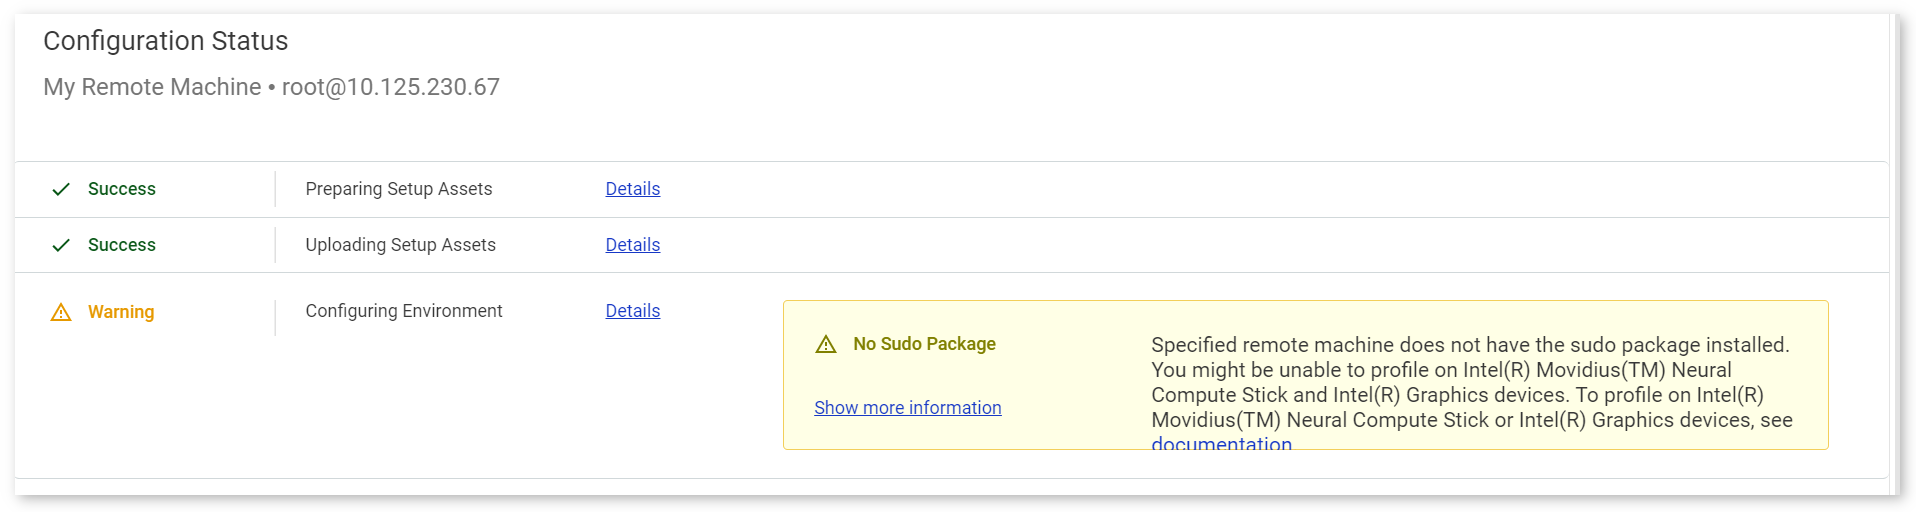 Configuration Status
My Remote Machine • root@10.125.230.67
Success Preparing Setup Assets Details
Success Uploading Setup Assets Details
Warning Configuring Environment Details
No Sudo Package
Show more information
Specified remote machine does not have the sudo package installed.
You might be unable to profile on Intel(R) Movidius(TM) Neural
Compute Stick and Intel(R) Graphics devices. To profile on Intel(R)
Movidius(TM) Neural Compute Stick or Intel(R) Graphics devices, see
documentation